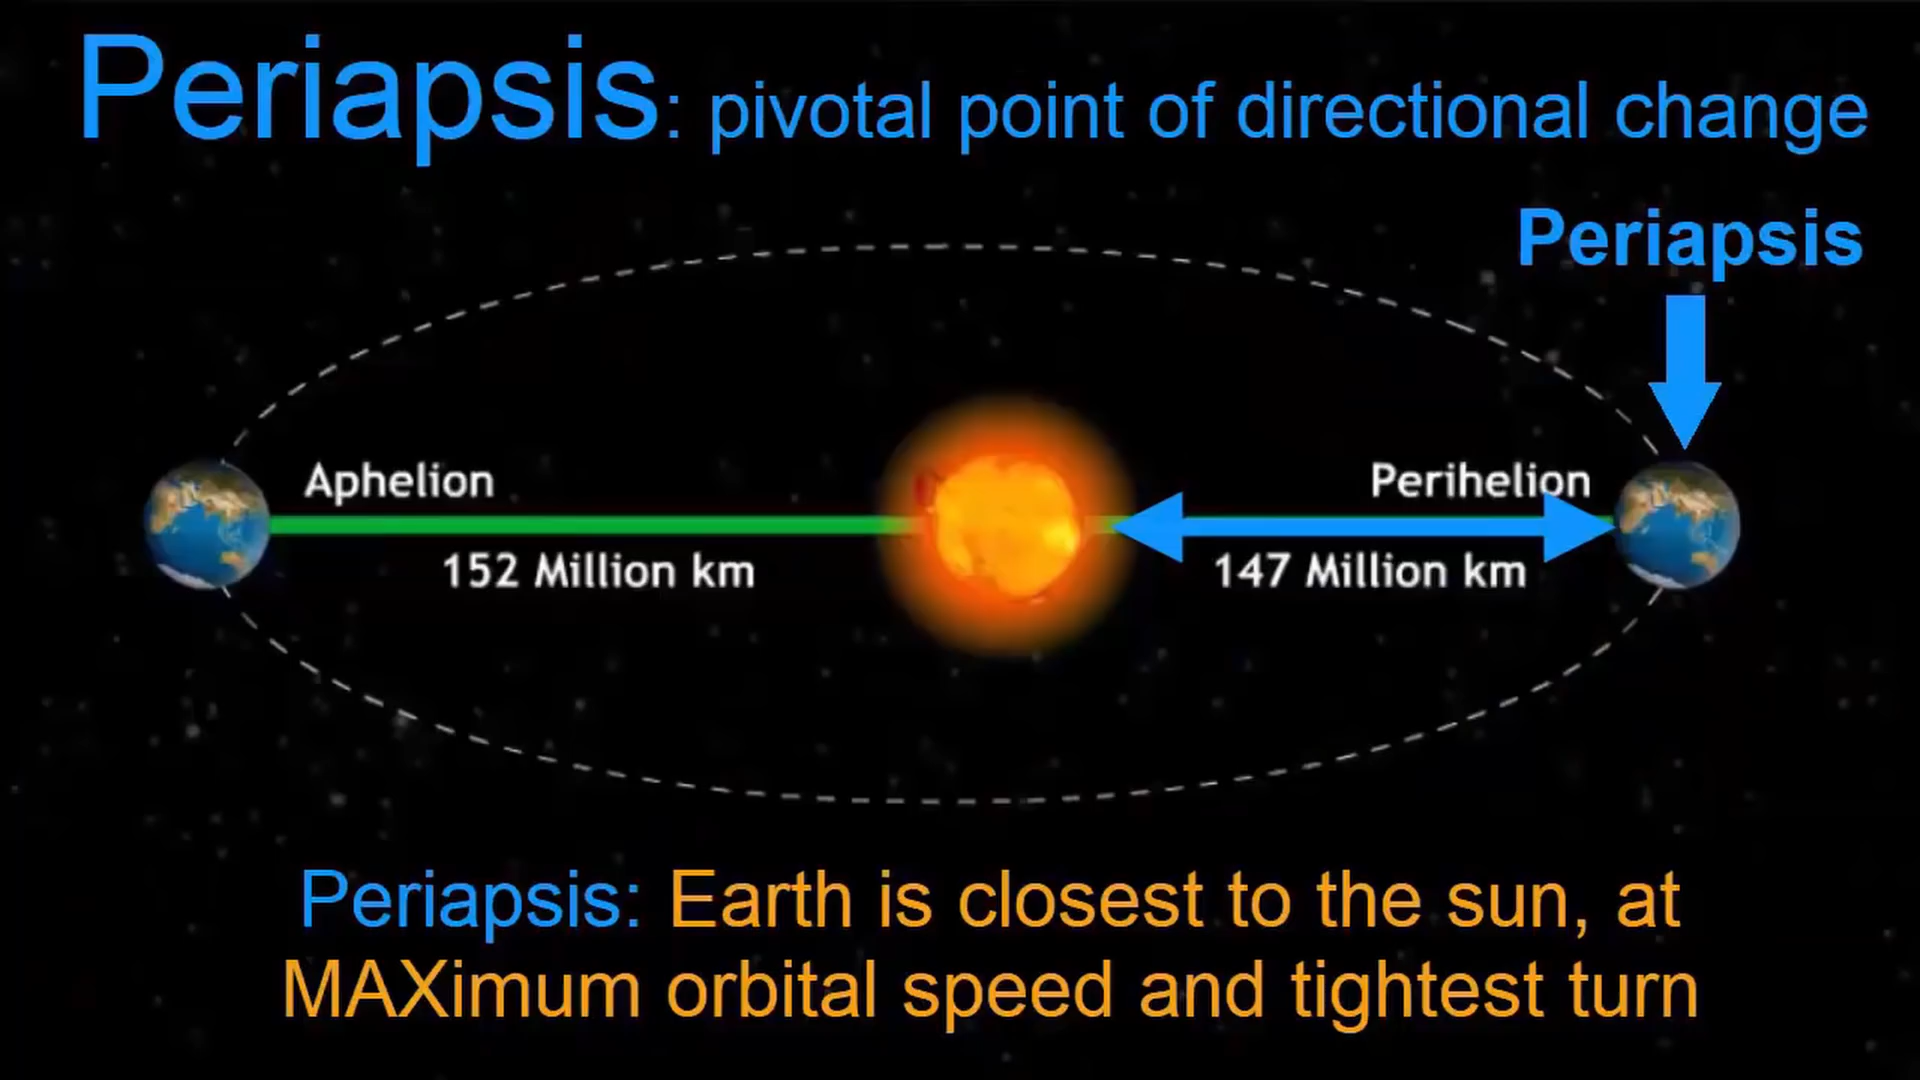 Periapsis: pivotal point of directional change
Periapsis
Aphelion
Perihelion
152 Million km
147 Million km
Periapsis: Earth is closest to the sun, at
MAXimum orbital speed and tightest turn